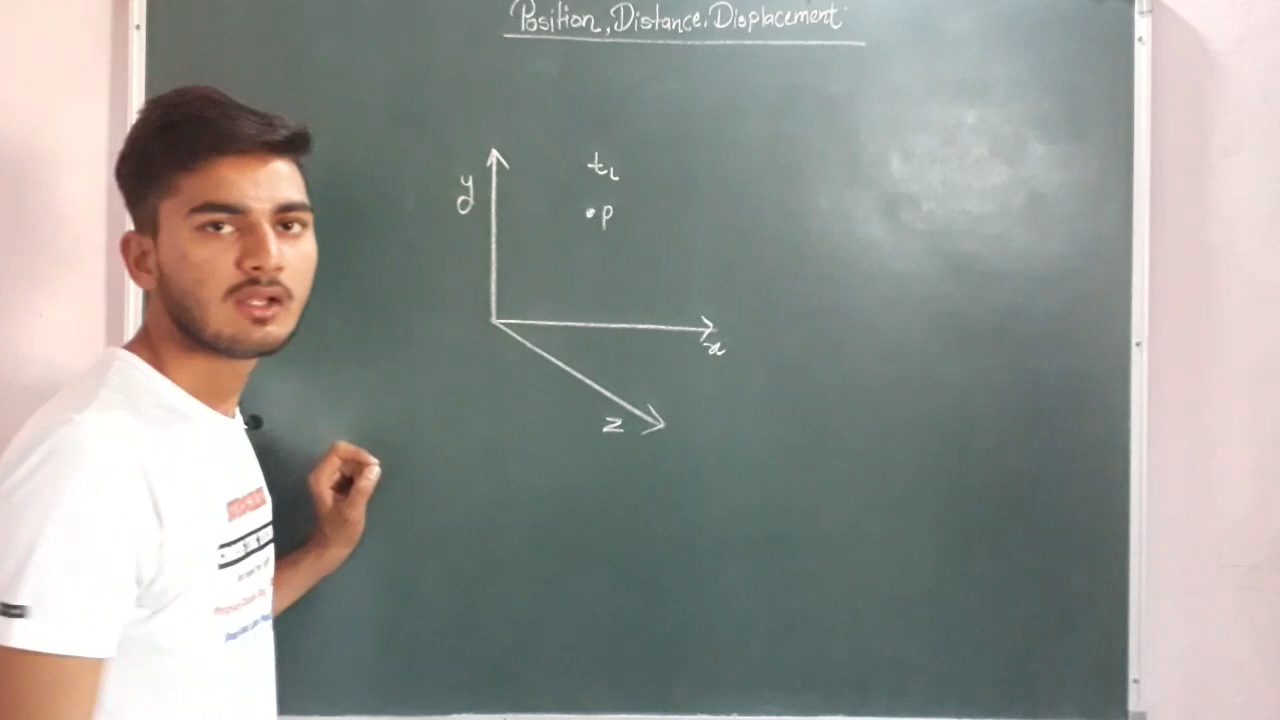 Position, Distance, Displacement
t₁
y
•P
x
z